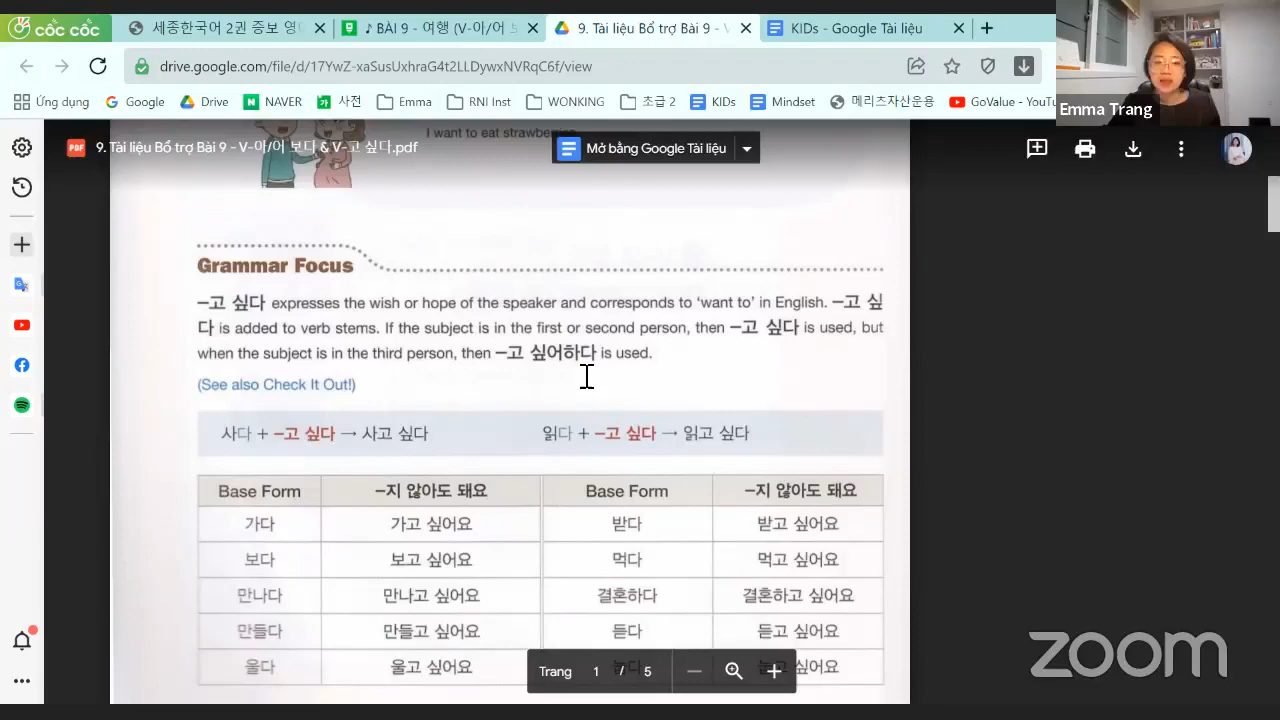 cốc cốc
세종한국어 2권 증보 영
♪ BÀI 9 - 여행 (V-아/어 보
9. Tài liệu Bổ trợ Bài 9 - V
KIDs - Google Tài liệu
drive.google.com/file/d/17YwZ-xaSusUxhraG4t2LLDywxNVRqC6f/view
Ứng dụng
Google
Drive
NAVER
사전
Emma
RNI Inst
WONKING
초급 2
KIDs
Mindset
메리츠자산운용
GoValue - YouTu
Emma Trang
I want to eat strawberries
PDF
9. Tài liệu Bổ trợ Bài 9 - V-아/어 보다 & V-고 싶다.pdf
Mở bằng Google Tài liệu
Grammar Focus
–고 싶다 expresses the wish or hope of the speaker and corresponds to ‘want to’ in English. –고 싶
다 is added to verb stems. If the subject is in the first or second person, then –고 싶다 is used, but
when the subject is in the third person, then –고 싶어하다 is used.
(See also Check It Out!)
사다 + –고 싶다 → 사고 싶다
읽다 + –고 싶다 → 읽고 싶다
Base Form –지 않아도 돼요 Base Form –지 않아도 돼요
가다 가고 싶어요 받다 받고 싶어요
보다 보고 싶어요 먹다 먹고 싶어요
만나다 만나고 싶어요 결혼하다 결혼하고 싶어요
만들다 만들고 싶어요 듣다 듣고 싶어요
울다 울고 싶어요 싶어요
Trang 1 / 5
zoom